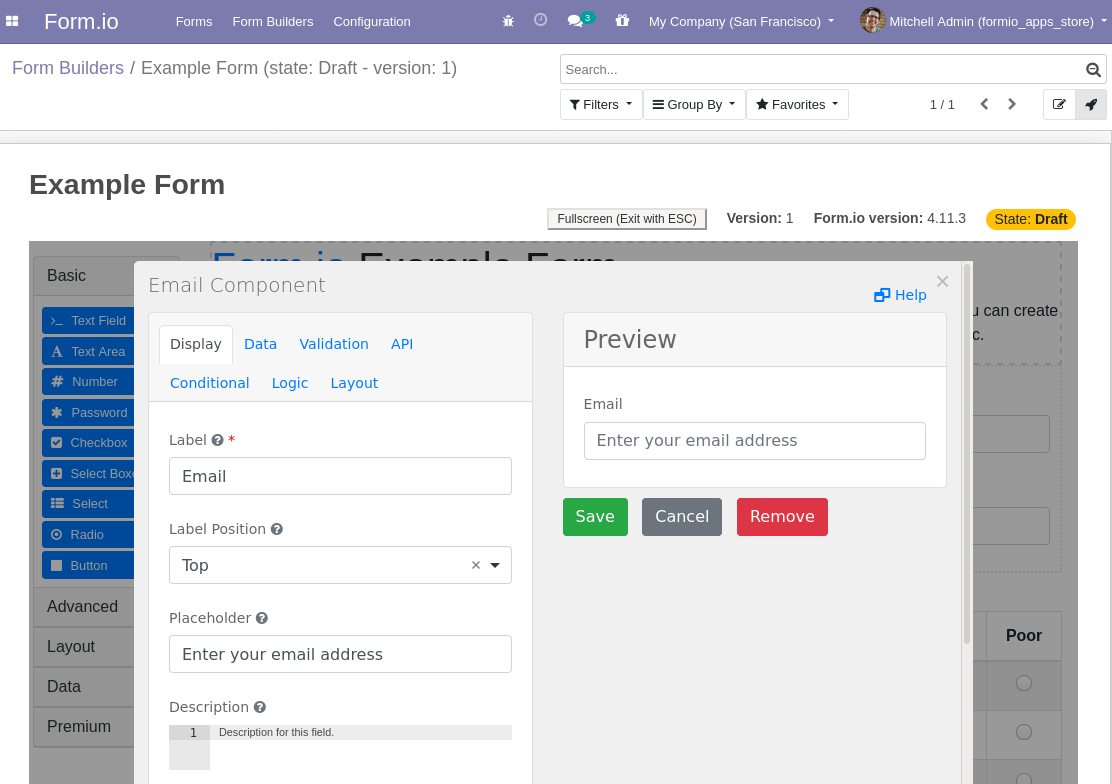 Form.io Forms Form Builders Configuration 3 My Company (San Francisco) Mitchell Admin (formio_apps_store)
Form Builders / Example Form (state: Draft - version: 1)
Search...
Filters Group By Favorites 1 / 1
Example Form
Fullscreen (Exit with ESC) Version: 1 Form.io version: 4.11.3 State: Draft
Form.io Example Form
Basic
Text Field
Text Area
Number
Password
Checkbox
Select Boxe
Select
Radio
Button
Advanced
Layout
Data
Premium
u can create
c.
Poor
Email Component
×
Help
Display Data Validation API
Conditional Logic Layout
Label *
Email
Label Position
Top ×
Placeholder
Enter your email address
Description
1 Description for this field.
Preview
Email
Enter your email address
Save Cancel Remove